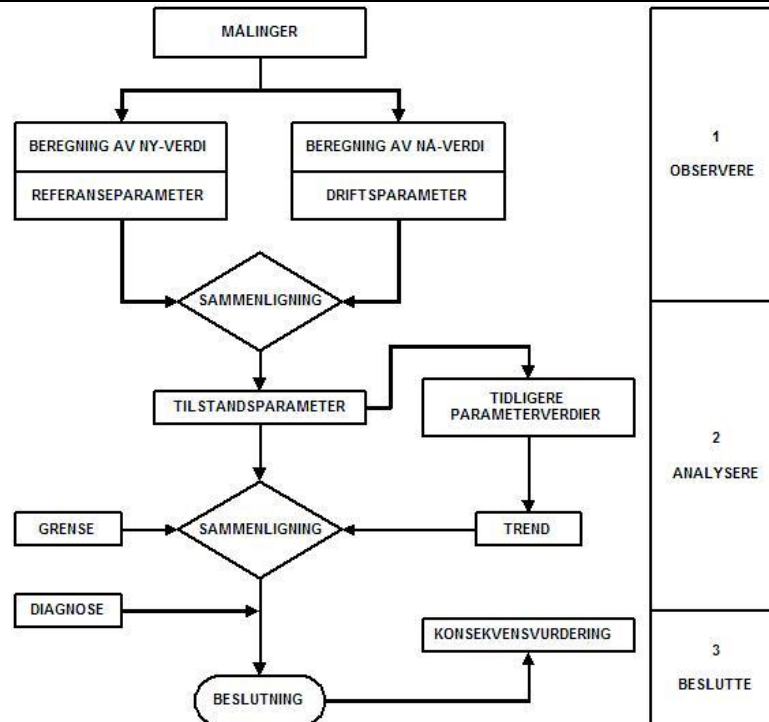 MÅLINGER
BEREGNING AV NY-VERDI
REFERANSEPARAMETER
BEREGNING AV NÅ-VERDI
DRIFTSPARAMETER
1
OBSERVERE
SAMMENLIGNING
TILSTANDSPARAMETER
TIDLIGERE
PARAMETERVERDIER
2
ANALYSERE
GRENSE
SAMMENLIGNING
TREND
DIAGNOSE
KONSEKVENSVURDERING
3
BESLUTTE
BESLUTNING